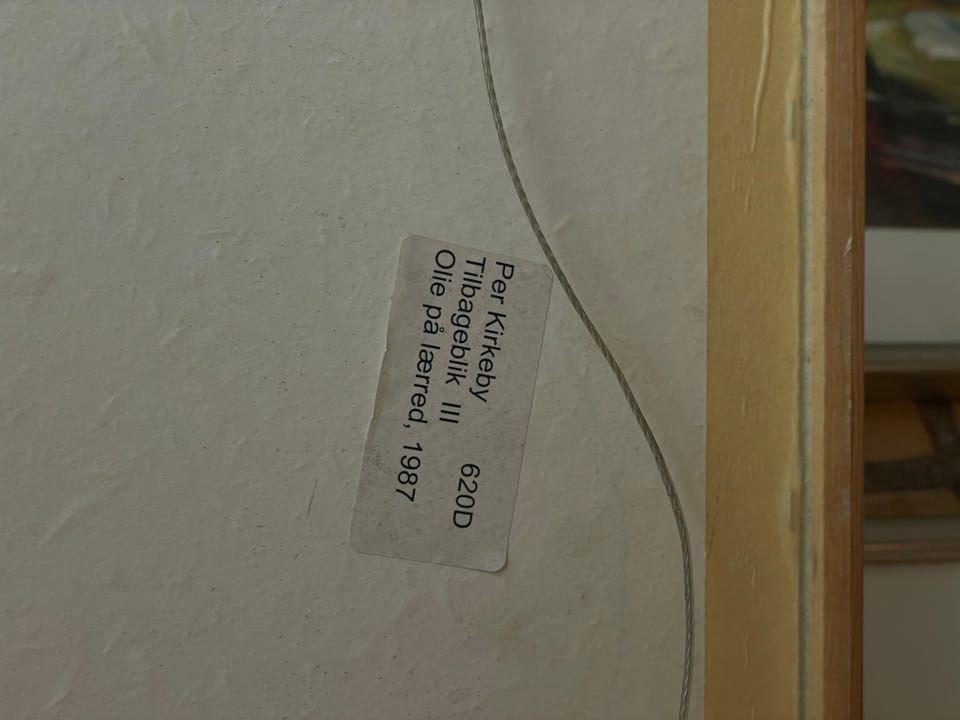 Per Kirkeby
Tilbageblik III 620D
Olie på lærred, 1987